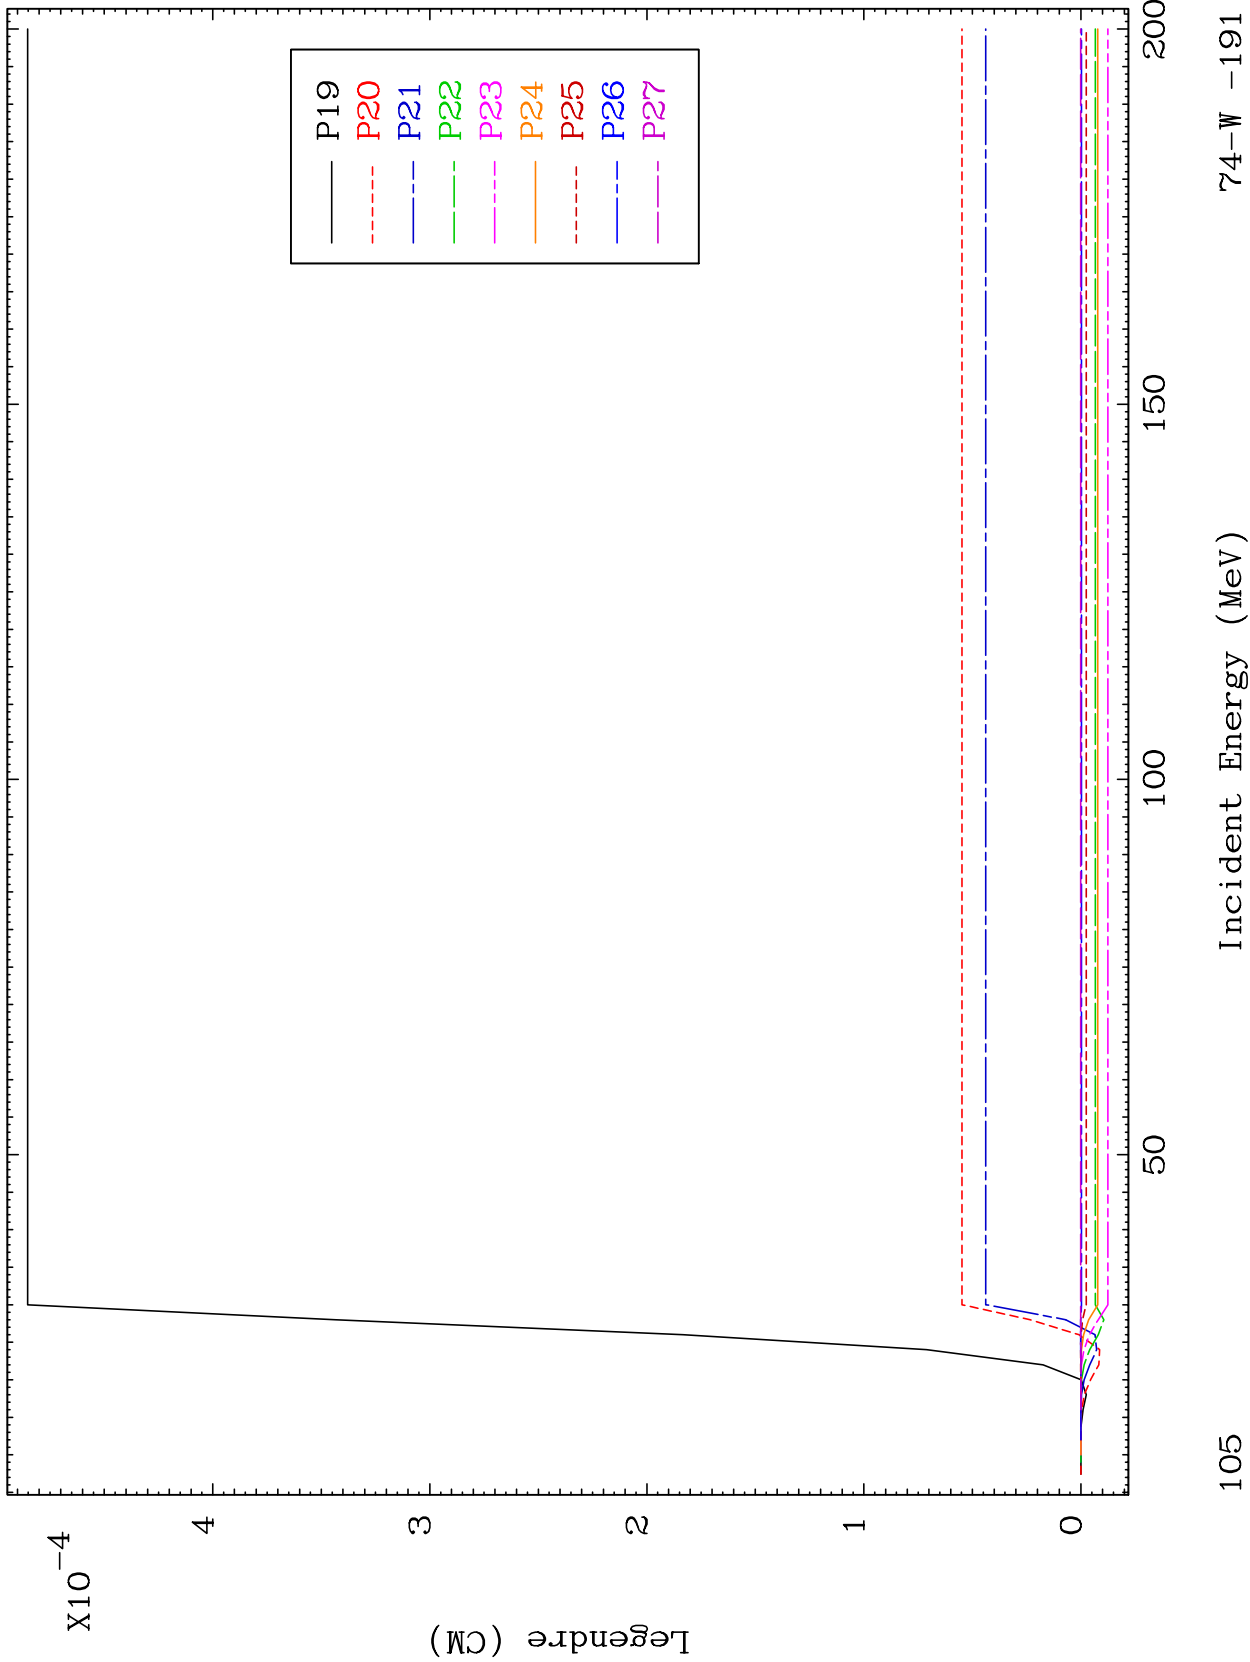 X10-4
Legendre (CM)
4
3
2
1
0
P19
P20
P21
P22
P23
P24
P25
P26
P27
50
100
150
200
Incident Energy (MeV)
105
74-W -191